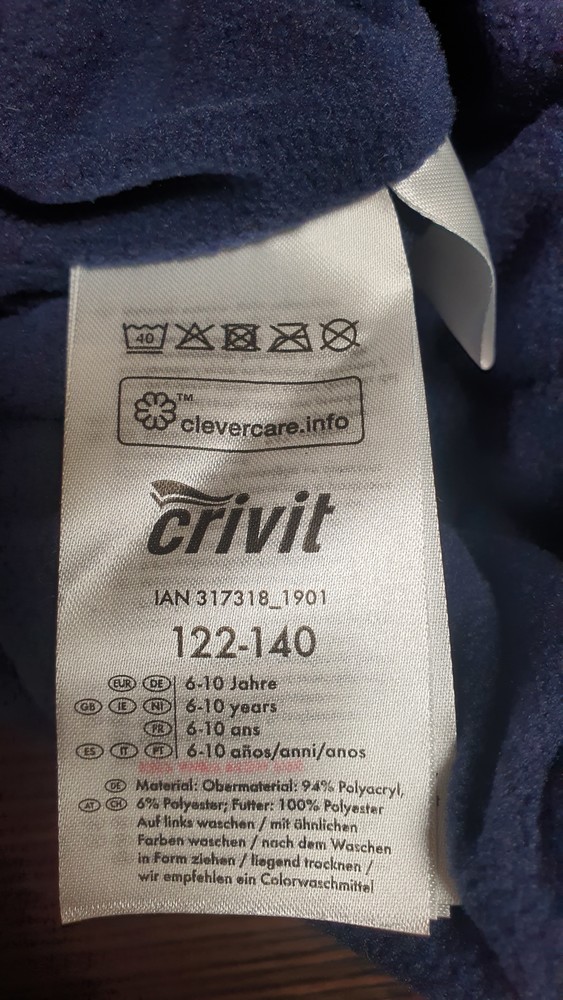 40
™
clevercare.info
crivit
IAN 317318_1901
122-140
EUR DE 6-10 Jahre
GB IE NI 6-10 years
FR 6-10 ans
ES IT PT 6-10 años/anni/anos
DE Material: Obermaterial: 94% Polyacryl,
AT CH 6% Polyester; Futter: 100% Polyester
Auf links waschen / mit ähnlichen
Farben waschen / nach dem Waschen
in Form ziehen / liegend trocknen /
wir empfehlen ein Colorwaschmittel